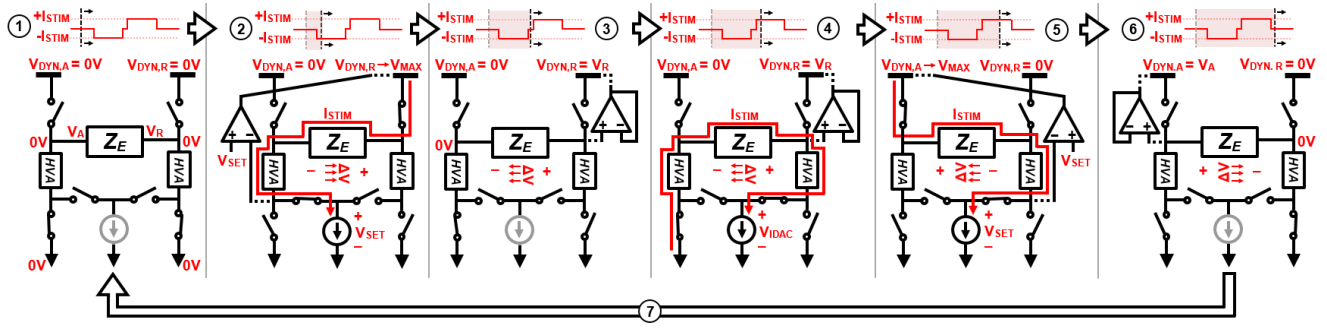 1
+ISTIM
-ISTIM
VDYN,A = 0V
VDYN,R = 0V
0V
VA
ZE
VR
0V
HVA
HVA
0V
0V
2
+ISTIM
-ISTIM
VDYN,A = 0V
VDYN,R→VMAX
ISTIM
+ −
ZE
VSET
HVA
− ΔV +
HVA
+
VSET
−
+ISTIM
-ISTIM
3
VDYN,R = VR
ZE
− +
HVA
− ΔV +
HVA
+ISTIM
-ISTIM
4
VDYN,A = 0V
VDYN,R = VR
ISTIM
ZE
− +
HVA
− ΔV +
HVA
+
VIDAC
−
+ISTIM
-ISTIM
5
VDYN,A→VMAX
VDYN,R = 0V
ISTIM
ZE
− +
VSET
HVA
+ ΔV −
HVA
+
VSET
−
6
+ISTIM
-ISTIM
VDYN,A = VA
VDYN,R = 0V
+ −
ZE
0V
HVA
+ ΔV −
HVA
7